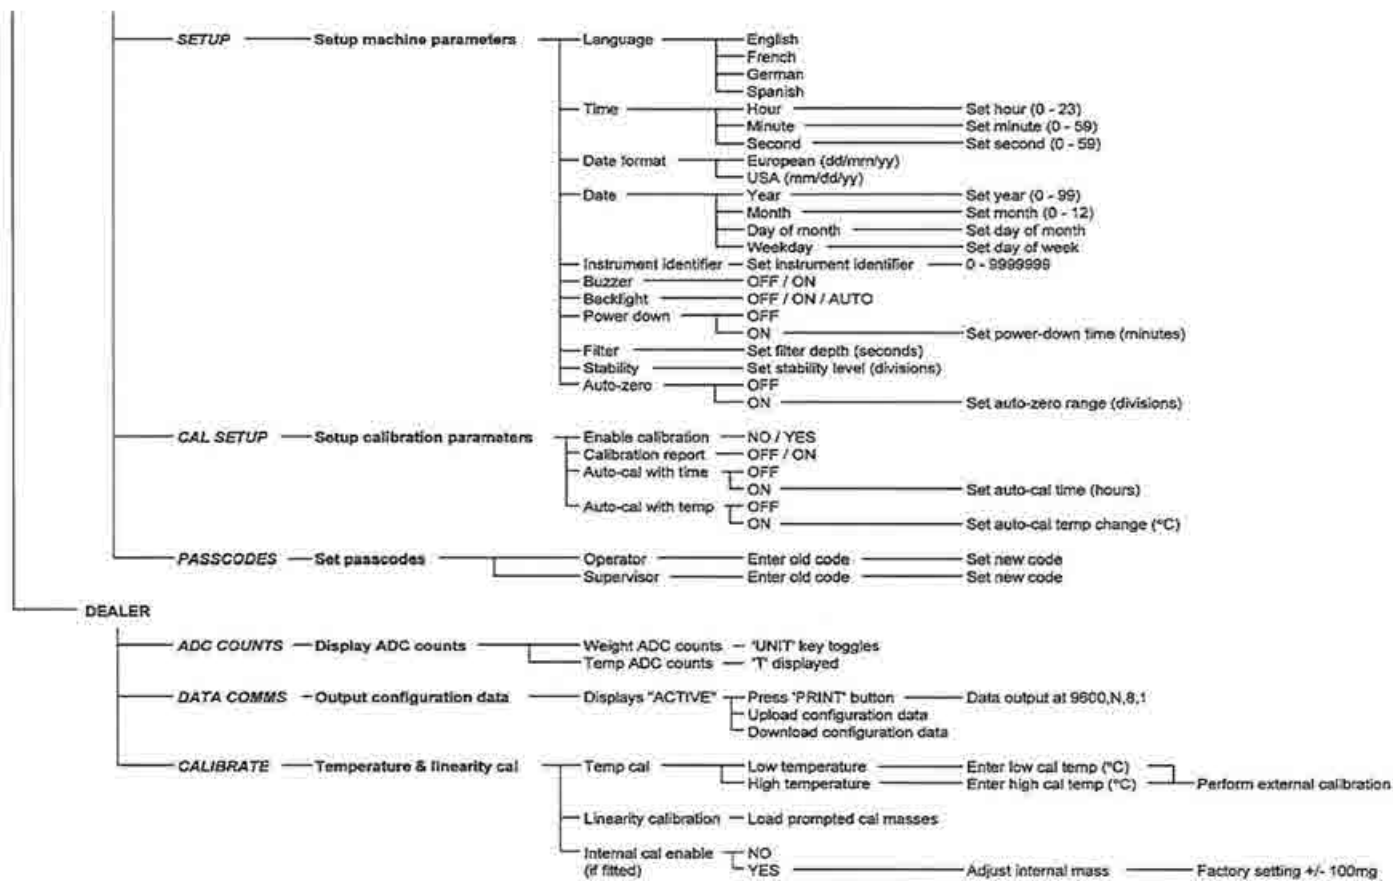 SETUP Setup machine parameters Language English
French
German
Spanish
Time Hour Set hour (0 - 23)
Minute Set minute (0 - 59)
Second Set second (0 - 59)
Date format European (dd/mm/yy)
USA (mm/dd/yy)
Date Year Set year (0 - 99)
Month Set month (0 - 12)
Day of month Set day of month
Weekday Set day of week
Instrument identifier Set instrument identifier 0 - 9999999
Buzzer OFF / ON
Backlight OFF / ON / AUTO
Power down OFF
ON Set power-down time (minutes)
Filter Set filter depth (seconds)
Stability Set stability level (divisions)
Auto-zero OFF
ON Set auto-zero range (divisions)
CAL SETUP Setup calibration parameters Enable calibration NO / YES
Calibration report OFF / ON
Auto-cal with time OFF
ON Set auto-cal time (hours)
Auto-cal with temp OFF
ON Set auto-cal temp change (°C)
PASSCODES Set passcodes Operator Enter old code Set new code
Supervisor Enter old code Set new code
DEALER
ADC COUNTS Display ADC counts Weight ADC counts 'UNIT' key toggles
Temp ADC counts 'T' displayed
DATA COMMS Output configuration data Displays "ACTIVE" Press 'PRINT' button Data output at 9600,N,8,1
Upload configuration data
Download configuration data
CALIBRATE Temperature & linearity cal Temp cal Low temperature Enter low cal temp (°C)
High temperature Enter high cal temp (°C) Perform external calibration
Linearity calibration Load prompted cal masses
Internal cal enable NO
(if fitted) YES Adjust internal mass Factory setting +/- 100mg